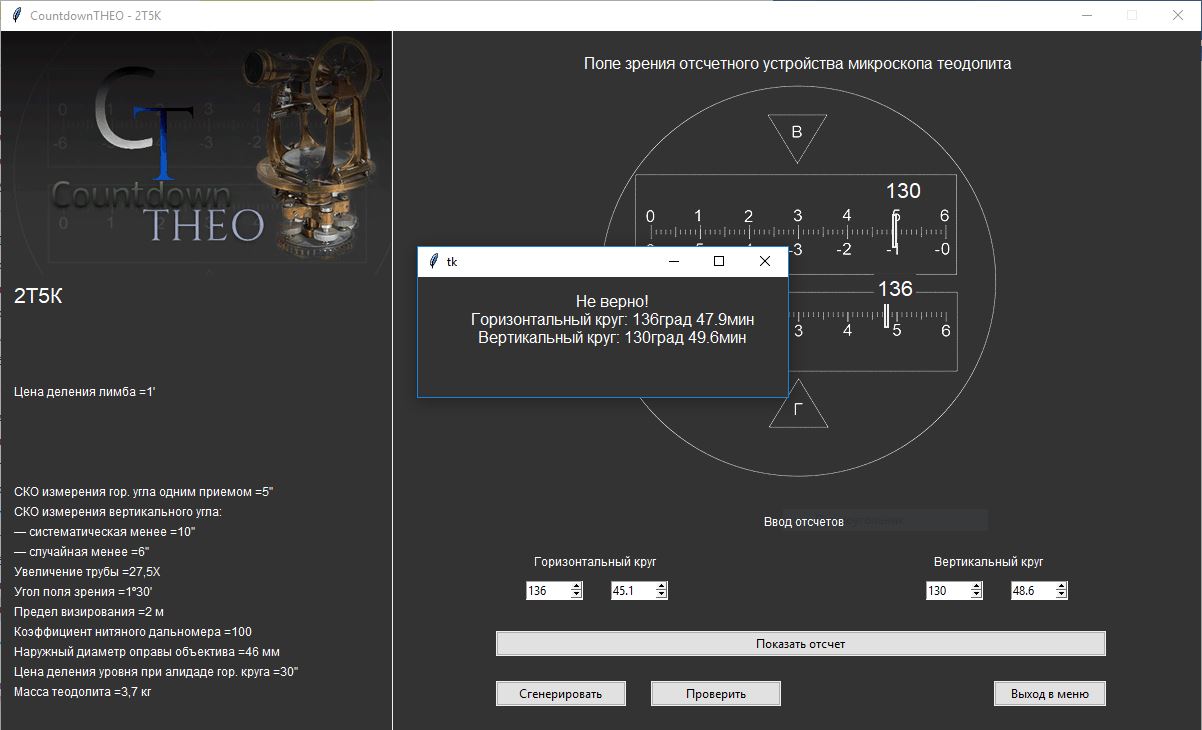 CountdownTHEO - 2T5K
CT
Countdown
THEO
2Т5К
Цена деления лимба =1'
СКО измерения гор. угла одним приемом =5"
СКО измерения вертикального угла:
— систематическая менее =10"
— случайная менее =6"
Увеличение трубы =27,5Х
Угол поля зрения =1°30'
Предел визирования =2 м
Коэффициент нитяного дальномера =100
Наружный диаметр оправы объектива =46 мм
Цена деления уровня при алидаде гор. круга =30"
Масса теодолита =3,7 кг
Поле зрения отсчетного устройства микроскопа теодолита
В
130
0 1 2 3 4 5 6
-3 -2 -1 -0
tk
Не верно!
Горизонтальный круг: 136град 47.9мин
Вертикальный круг: 130град 49.6мин
136
3 4 5 6
Г
Ввод отсчетов
Горизонтальный круг Вертикальный круг
136 45.1 130 48.6
Показать отсчет
Сгенерировать Проверить Выход в меню